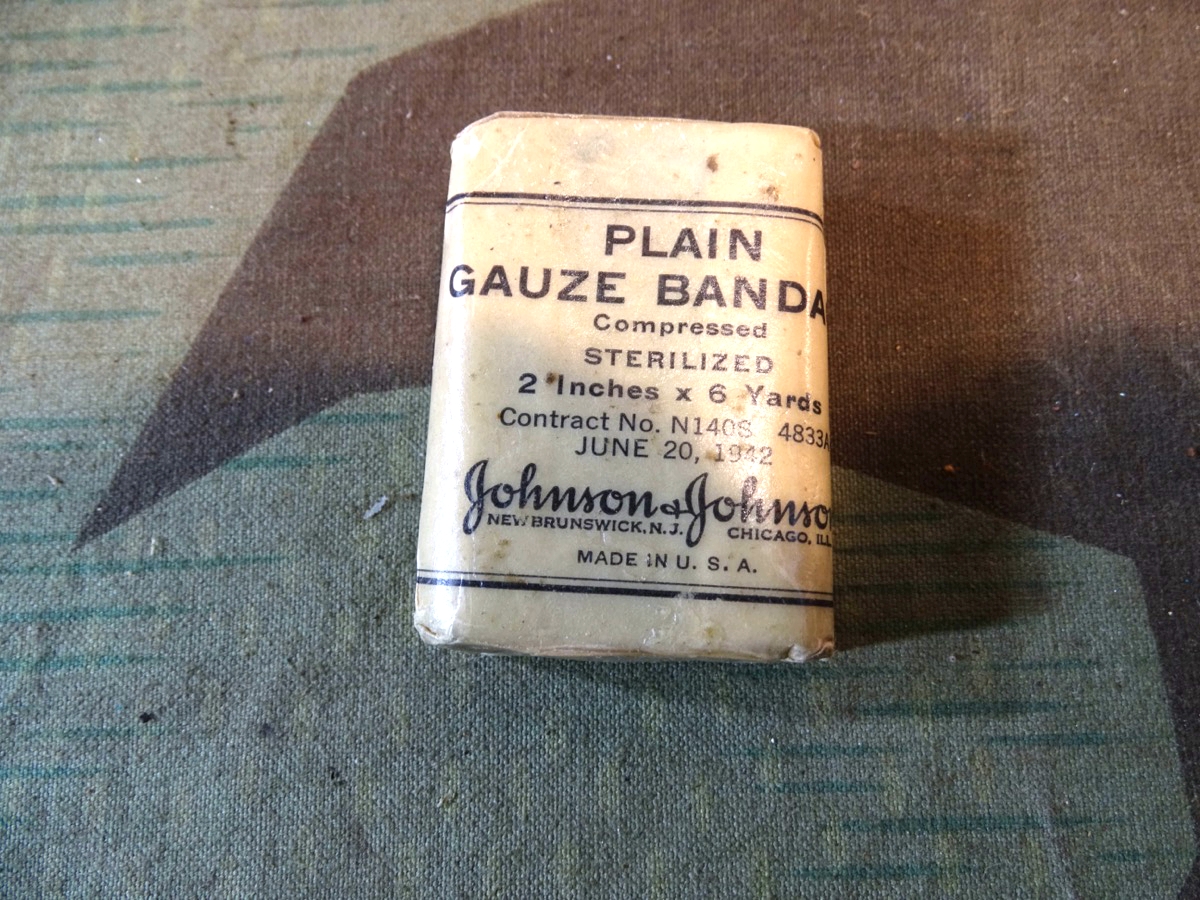 PLAIN
GAUZE BANDA
Compressed
STERILIZED
2 Inches x 6 Yards
Contract No. N140S 4833A
JUNE 20, 1942
Johnson & Johnso
NEW BRUNSWICK, N. J. CHICAGO, ILL
MADE IN U. S. A.